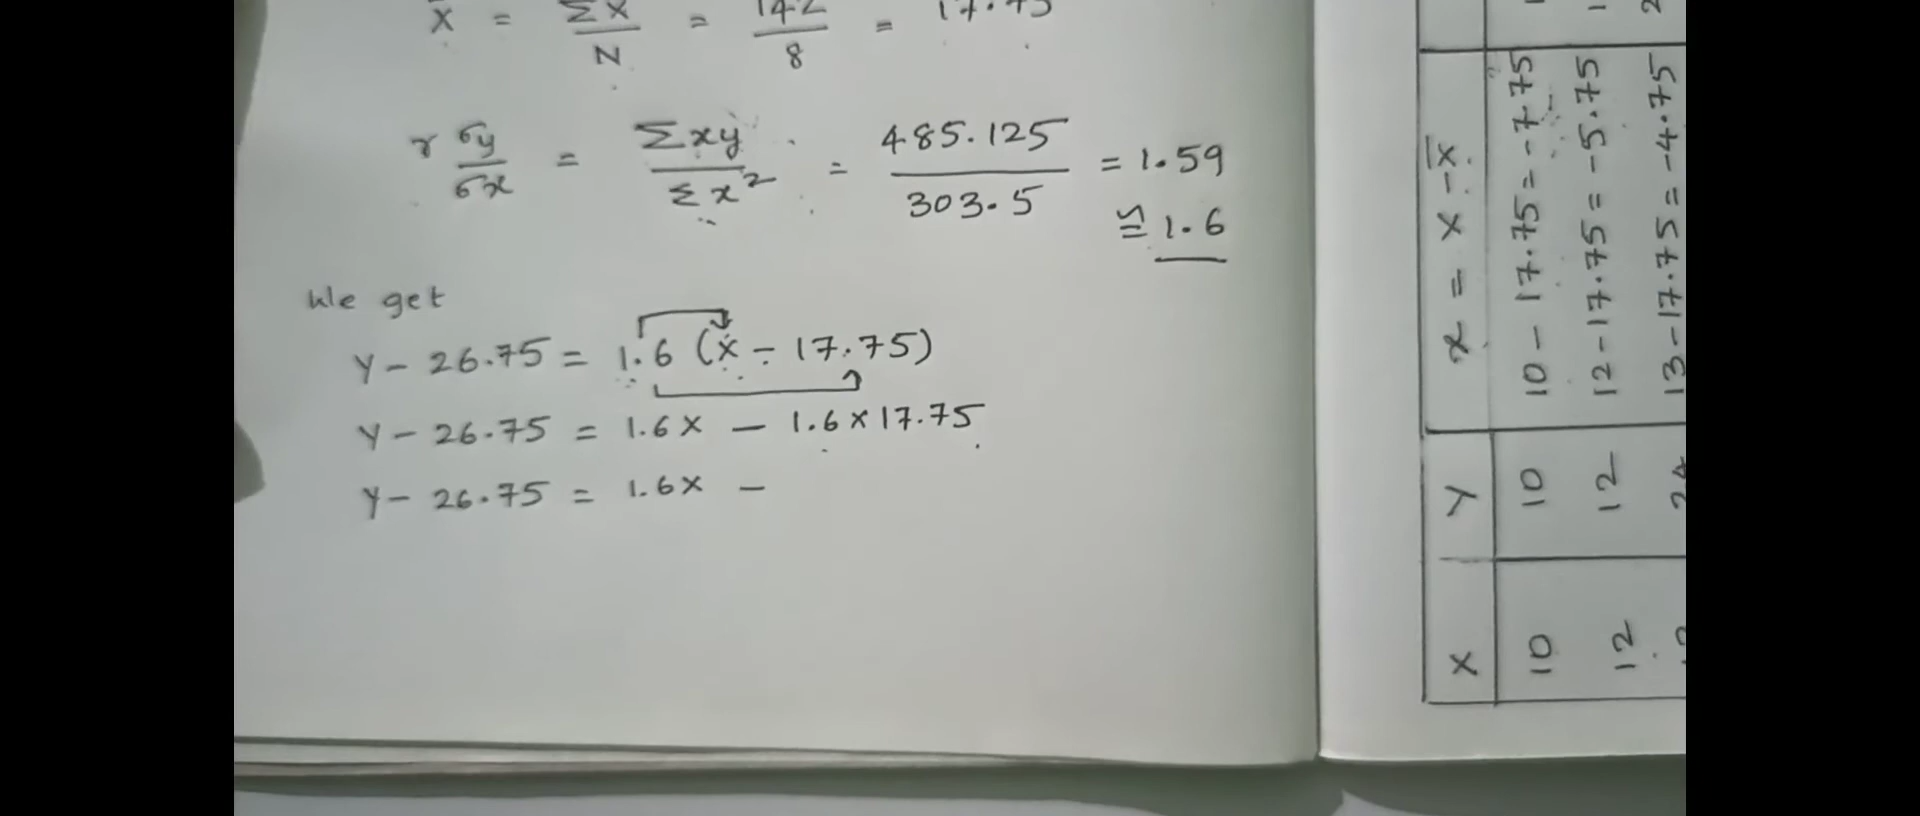 X̄ = ΣX/N = 142/8 = 17.75
r σy/σx = Σxy/Σx² = 485.125/303.5 = 1.59
≅ 1.6
We get
Y - 26.75 = 1.6 (X - 17.75)
Y - 26.75 = 1.6X - 1.6 × 17.75
Y - 26.75 = 1.6X -
X Y x = X - X̄
10 10 10 - 17.75 = -7.75
12 12 12 - 17.75 = -5.75
13 - 17.75 = -4.75